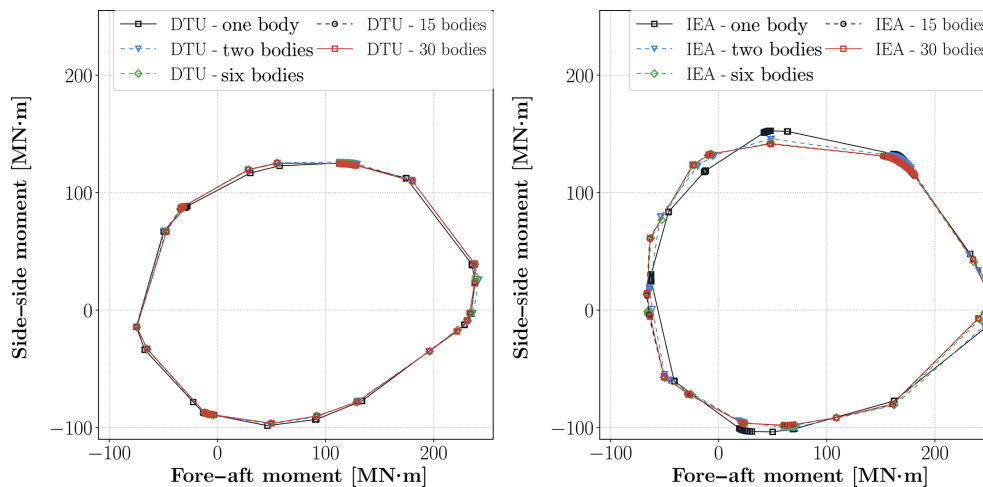 DTU - one body
DTU - 15 bodies
DTU - two bodies
DTU - 30 bodies
DTU - six bodies
200
100
0
−100
Side−side moment [MN·m]
−100
0
100
200
Fore−aft moment [MN·m]
IEA - one body
IEA - 15 bodies
IEA - two bodies
IEA - 30 bodies
IEA - six bodies
200
100
0
−100
Side−side moment [MN·m]
−100
0
100
200
Fore−aft moment [MN·m]